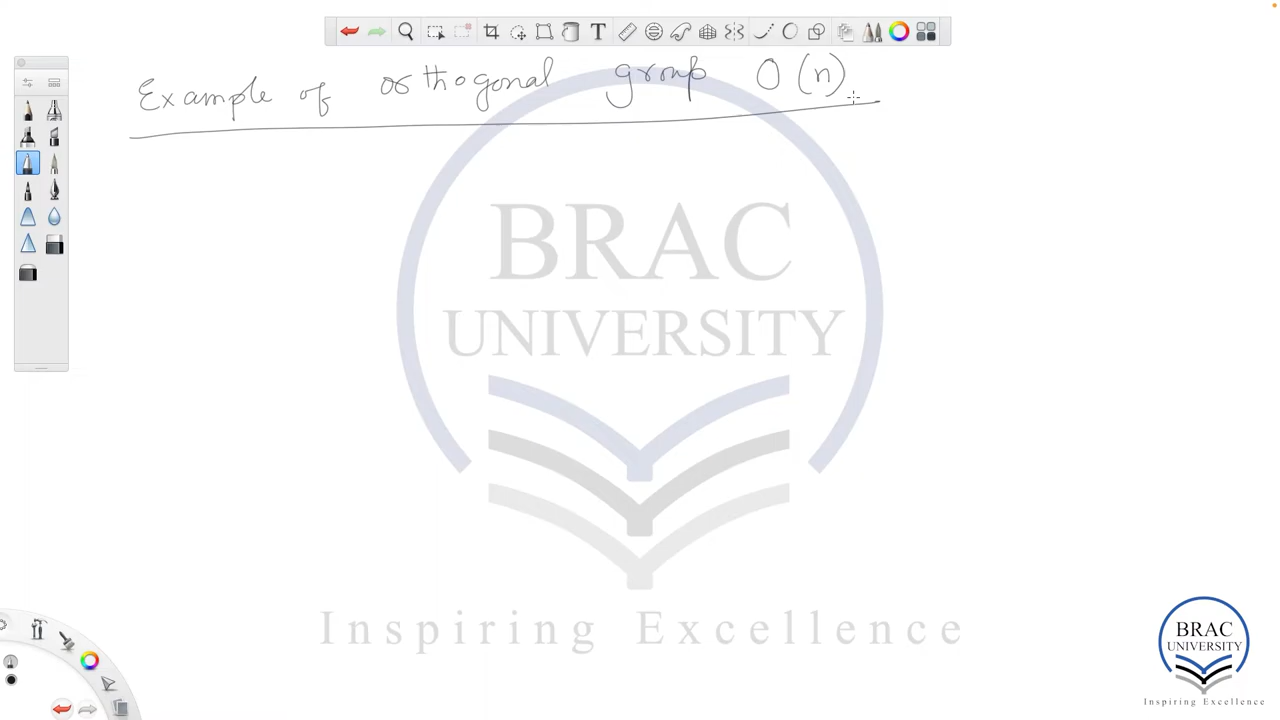 Example of orthogonal group O(n)
BRAC
UNIVERSITY
Inspiring Excellence
BRAC
UNIVERSITY
Inspiring Excellence